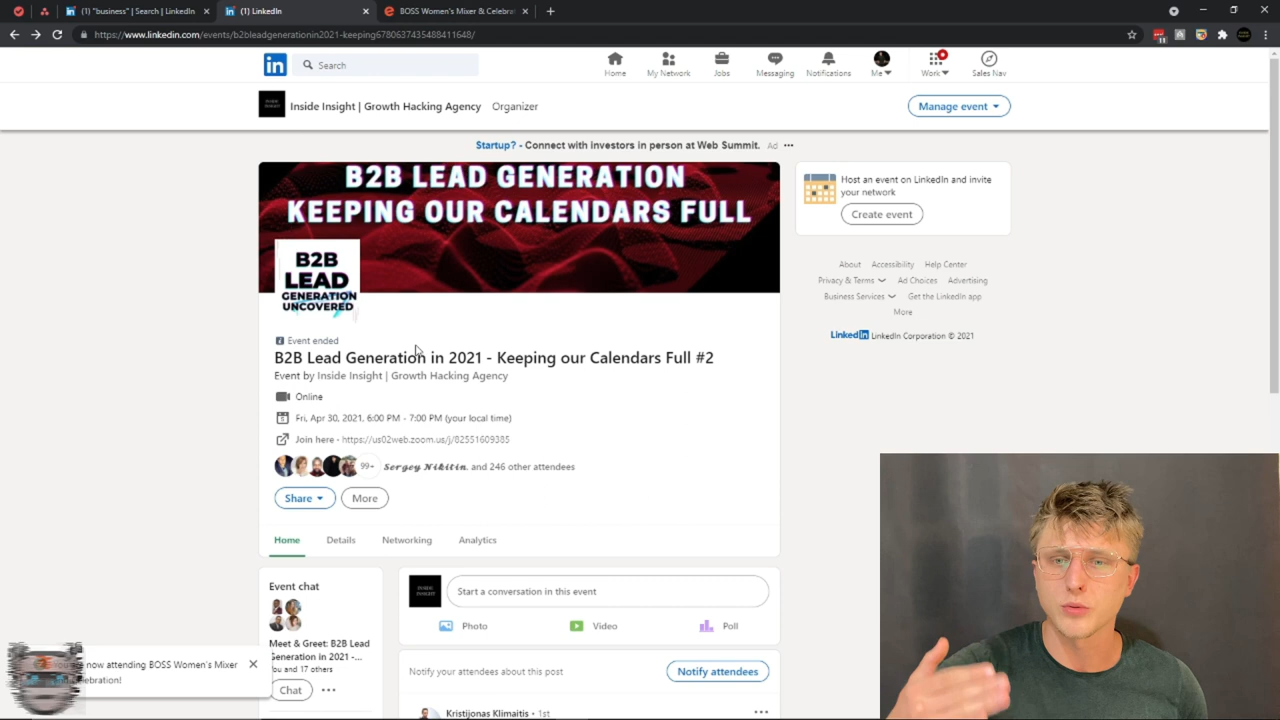 (1) "business" | Search | LinkedIn
(1) LinkedIn
BOSS Women's Mixer & Celebrat
https://www.linkedin.com/events/b2bleadgenerationin2021-keeping6780637435488411648/
11
in
Search
Home
My Network
Jobs
Messaging
Notifications
Me
Work
Sales Nav
Inside Insight | Growth Hacking Agency
Organizer
Manage event
Startup? - Connect with investors in person at Web Summit. Ad
B2B LEAD GENERATION
KEEPING OUR CALENDARS FULL
B2B
LEAD
GENERATION
UNCOVERED
Host an event on LinkedIn and invite
your network
Create event
About Accessibility Help Center
Privacy & Terms Ad Choices Advertising
Business Services Get the LinkedIn app
More
LinkedIn LinkedIn Corporation © 2021
Event ended
B2B Lead Generation in 2021 - Keeping our Calendars Full #2
Event by Inside Insight | Growth Hacking Agency
Online
Fri, Apr 30, 2021, 6:00 PM - 7:00 PM (your local time)
Join here - https://us02web.zoom.us/j/82551609385
99+
Sergey Nikitin, and 246 other attendees
Share
More
Home
Details
Networking
Analytics
Event chat
Meet & Greet: B2B Lead
Generation in 2021 -...
You and 17 others
Chat
Start a conversation in this event
Photo
Video
Poll
Notify your attendees about this post
Notify attendees
Kristijonas Klimaitis • 1st
now attending BOSS Women's Mixer